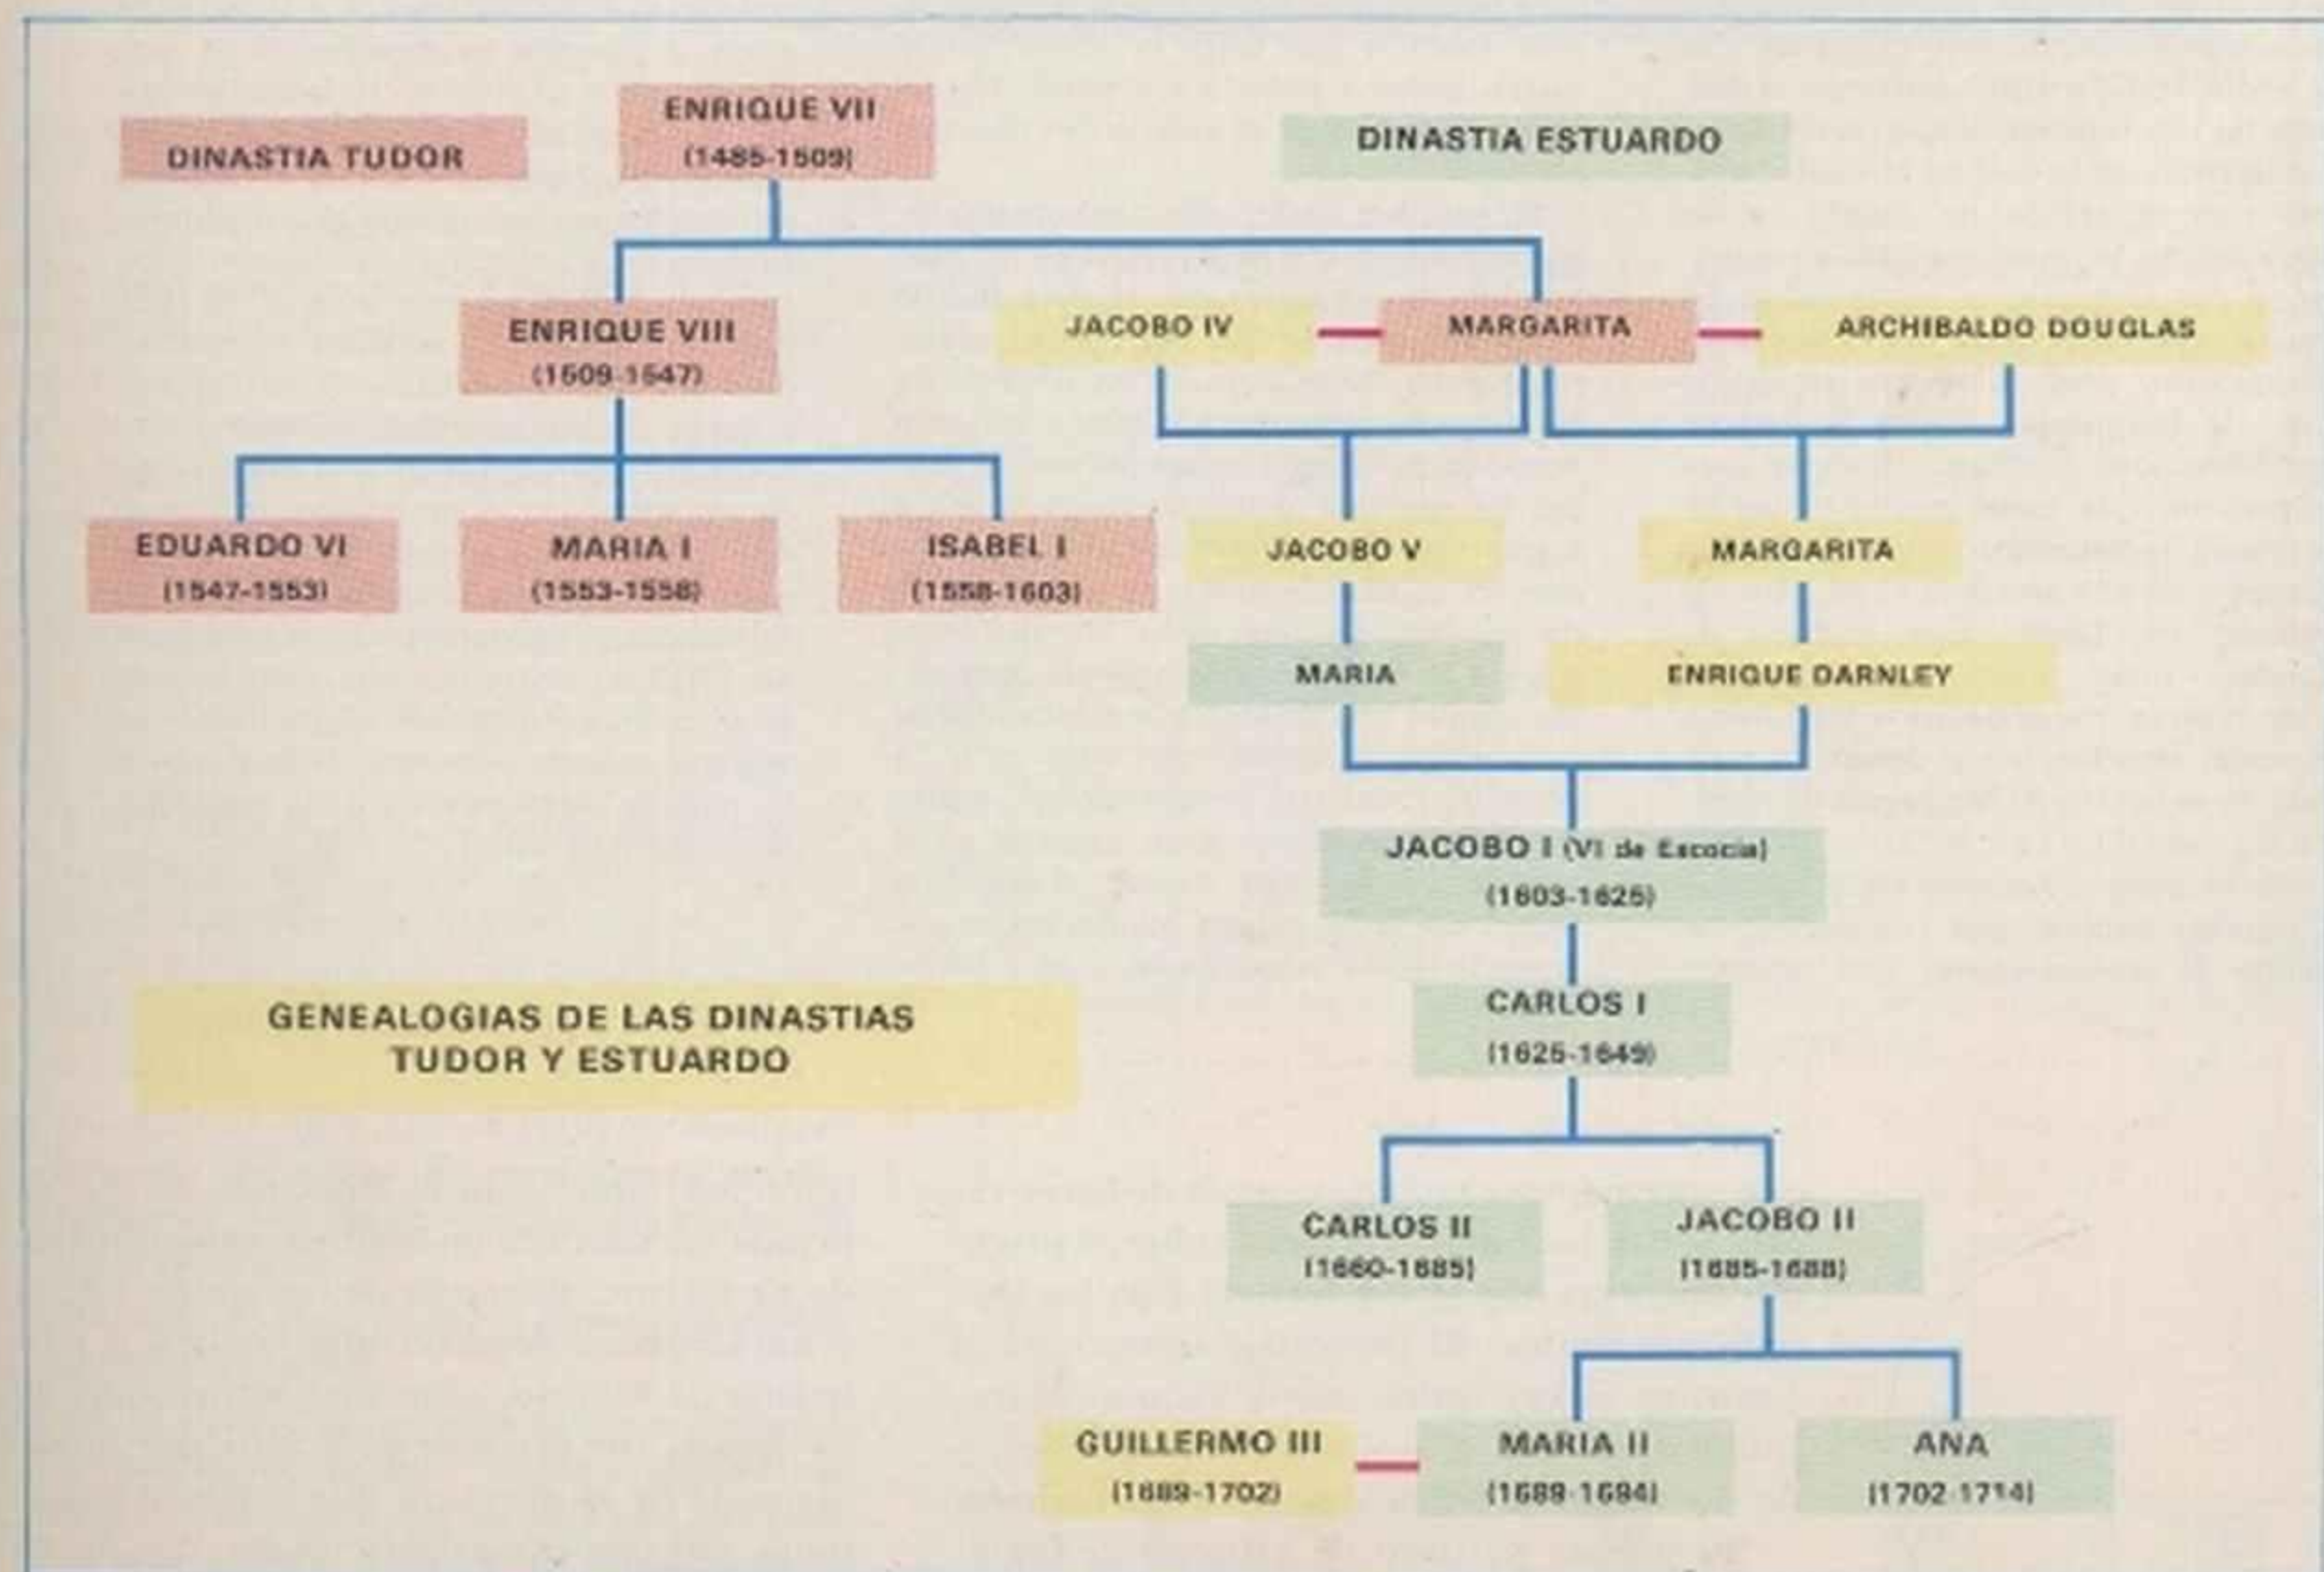 DINASTIA TUDOR
ENRIQUE VII
(1485-1509)
DINASTIA ESTUARDO
ENRIQUE VIII
(1509-1547)
JACOBO IV
MARGARITA
ARCHIBALDO DOUGLAS
EDUARDO VI
(1547-1553)
MARIA I
(1553-1558)
ISABEL I
(1558-1603)
JACOBO V
MARGARITA
MARIA
ENRIQUE DARNLEY
JACOBO I (VI de Escocia)
(1603-1625)
GENEALOGIAS DE LAS DINASTIAS
TUDOR Y ESTUARDO
CARLOS I
(1625-1649)
CARLOS II
(1660-1685)
JACOBO II
(1685-1688)
GUILLERMO III
(1689-1702)
MARIA II
(1689-1694)
ANA
(1702-1714)